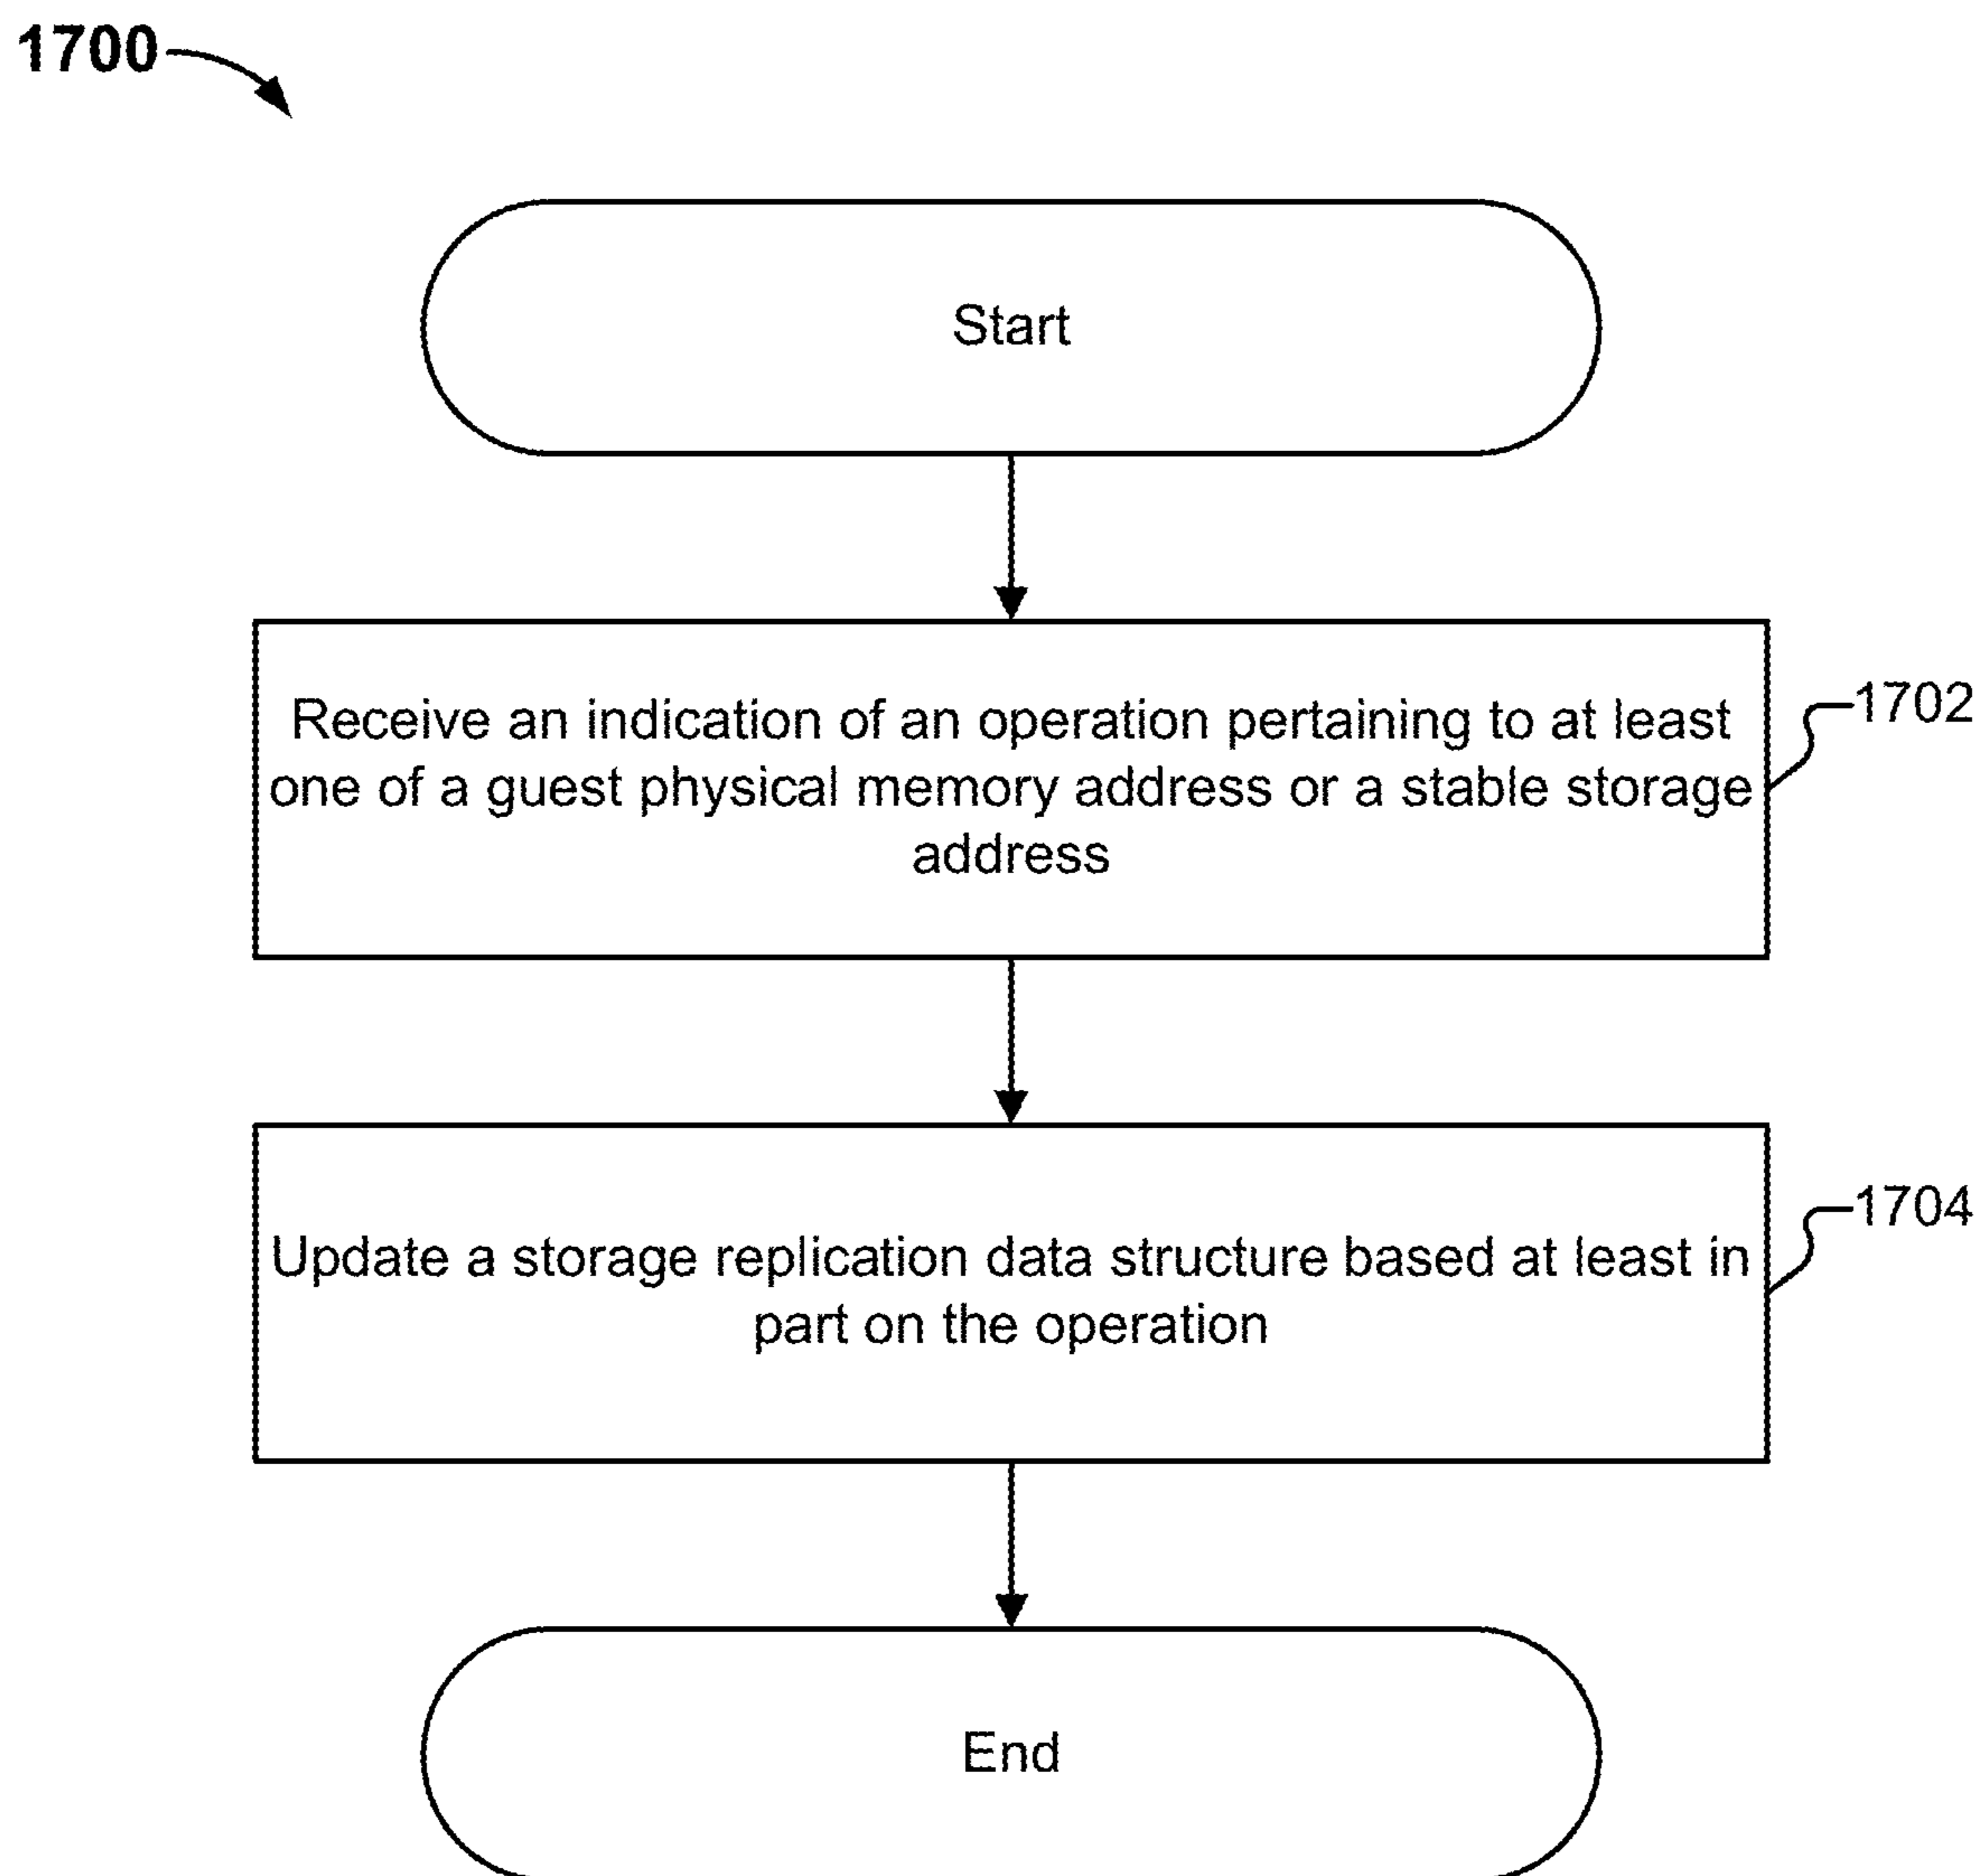 1700
Start
Receive an indication of an operation pertaining to at least
one of a guest physical memory address or a stable storage
address
1702
Update a storage replication data structure based at least in
part on the operation
1704
End